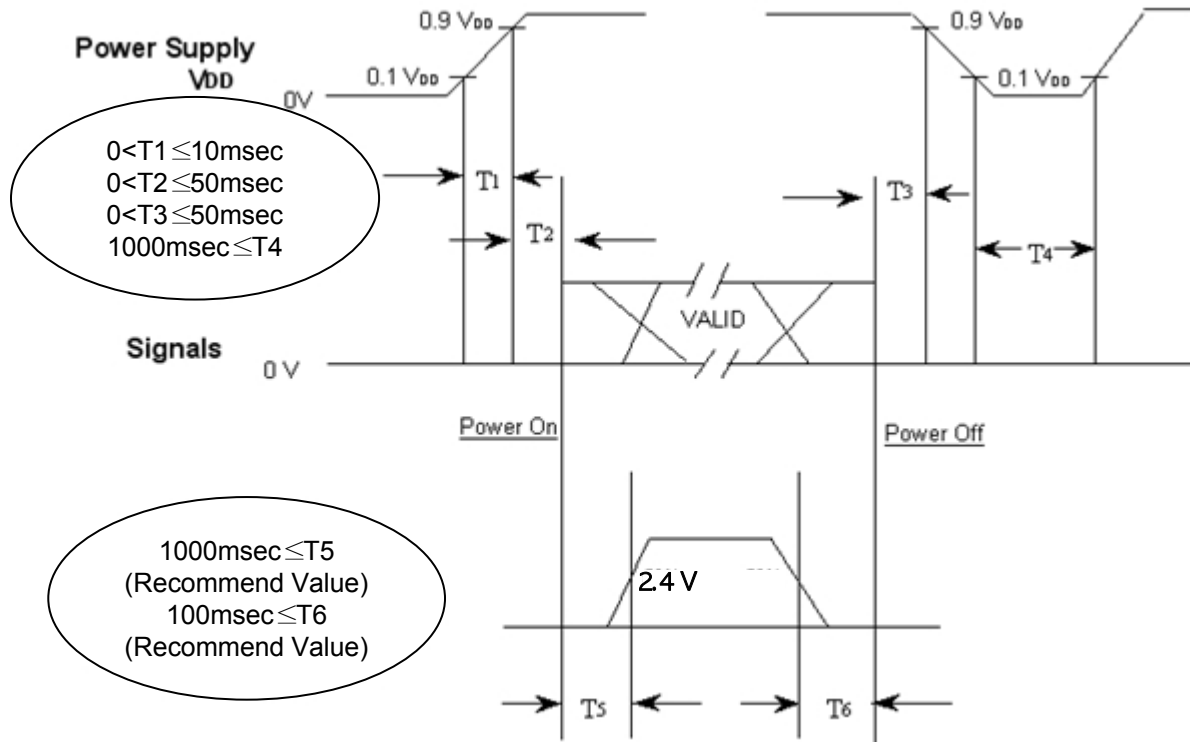 0.9 VDD
0.9 VDD
Power Supply
VDD
0.1 VDD
0.1 VDD
0V
0<T1≤10msec
0<T2≤50msec
0<T3≤50msec
1000msec≤T4
T1
T3
T2
T4
VALID
Signals
0 V
Power On
Power Off
1000msec≤T5
(Recommend Value)
100msec≤T6
(Recommend Value)
2.4 V
T5
T6